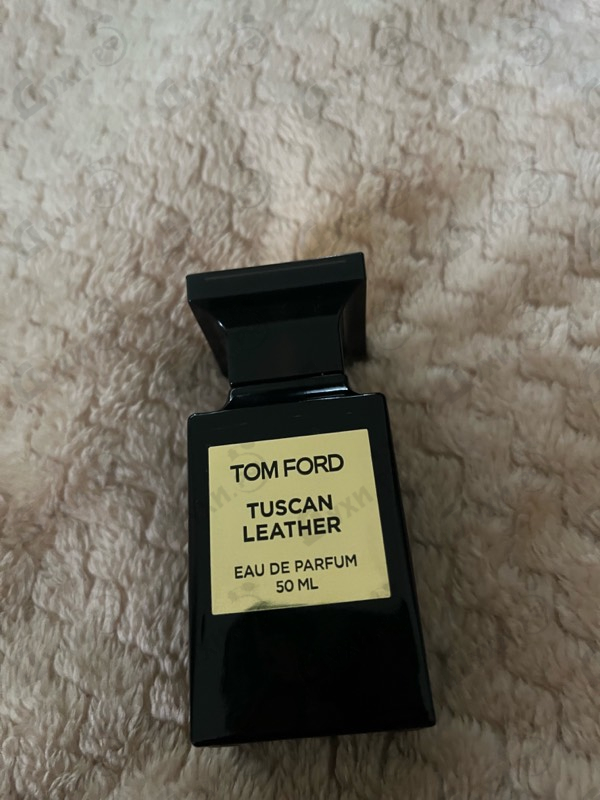 TOM FORD
TUSCAN
LEATHER
EAU DE PARFUM
50 ML